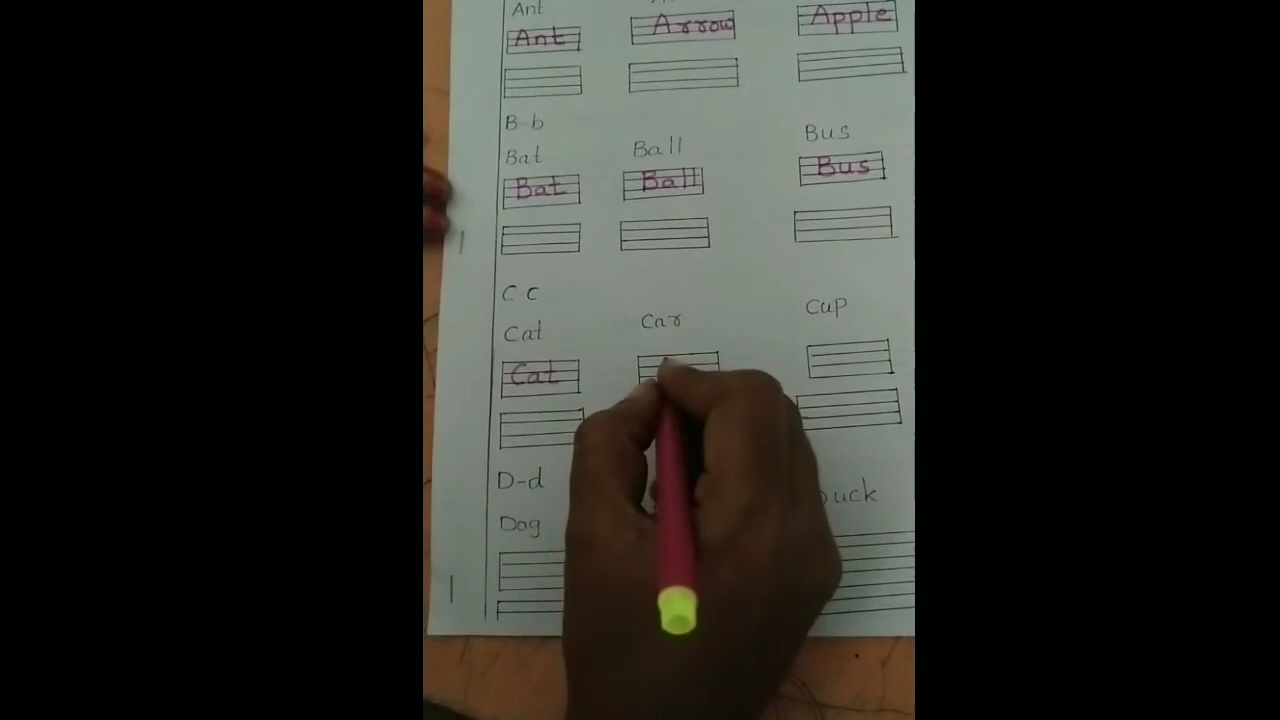 Ant
Ant Arrow Apple
B-b
Bat Ball Bus
Bat Ball Bus
C-c
Cat Car Cup
Cat
D-d
Dog